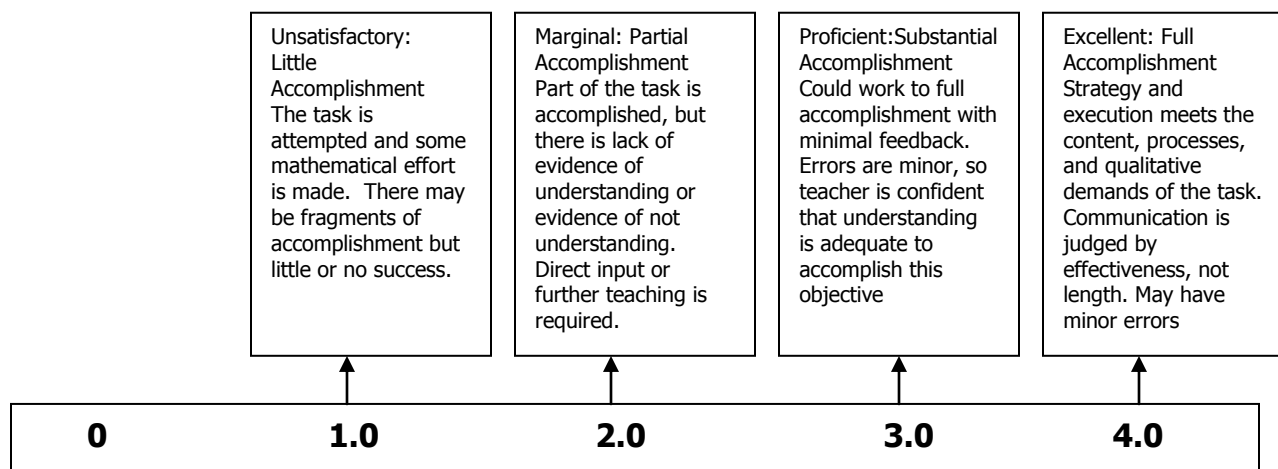 Unsatisfactory:
Little
Accomplishment
The task is
attempted and some
mathematical effort
is made.  There may
be fragments of
accomplishment but
little or no success.
Marginal: Partial
Accomplishment
Part of the task is
accomplished, but
there is lack of
evidence of
understanding or
evidence of not
understanding.
Direct input or
further teaching is
required.
Proficient:Substantial
Accomplishment
Could work to full
accomplishment with
minimal feedback.
Errors are minor, so
teacher is confident
that understanding
is adequate to
accomplish this
objective
Excellent: Full
Accomplishment
Strategy and
execution meets the
content, processes,
and qualitative
demands of the task.
Communication is
judged by
effectiveness, not
length. May have
minor errors
0 1.0 2.0 3.0 4.0